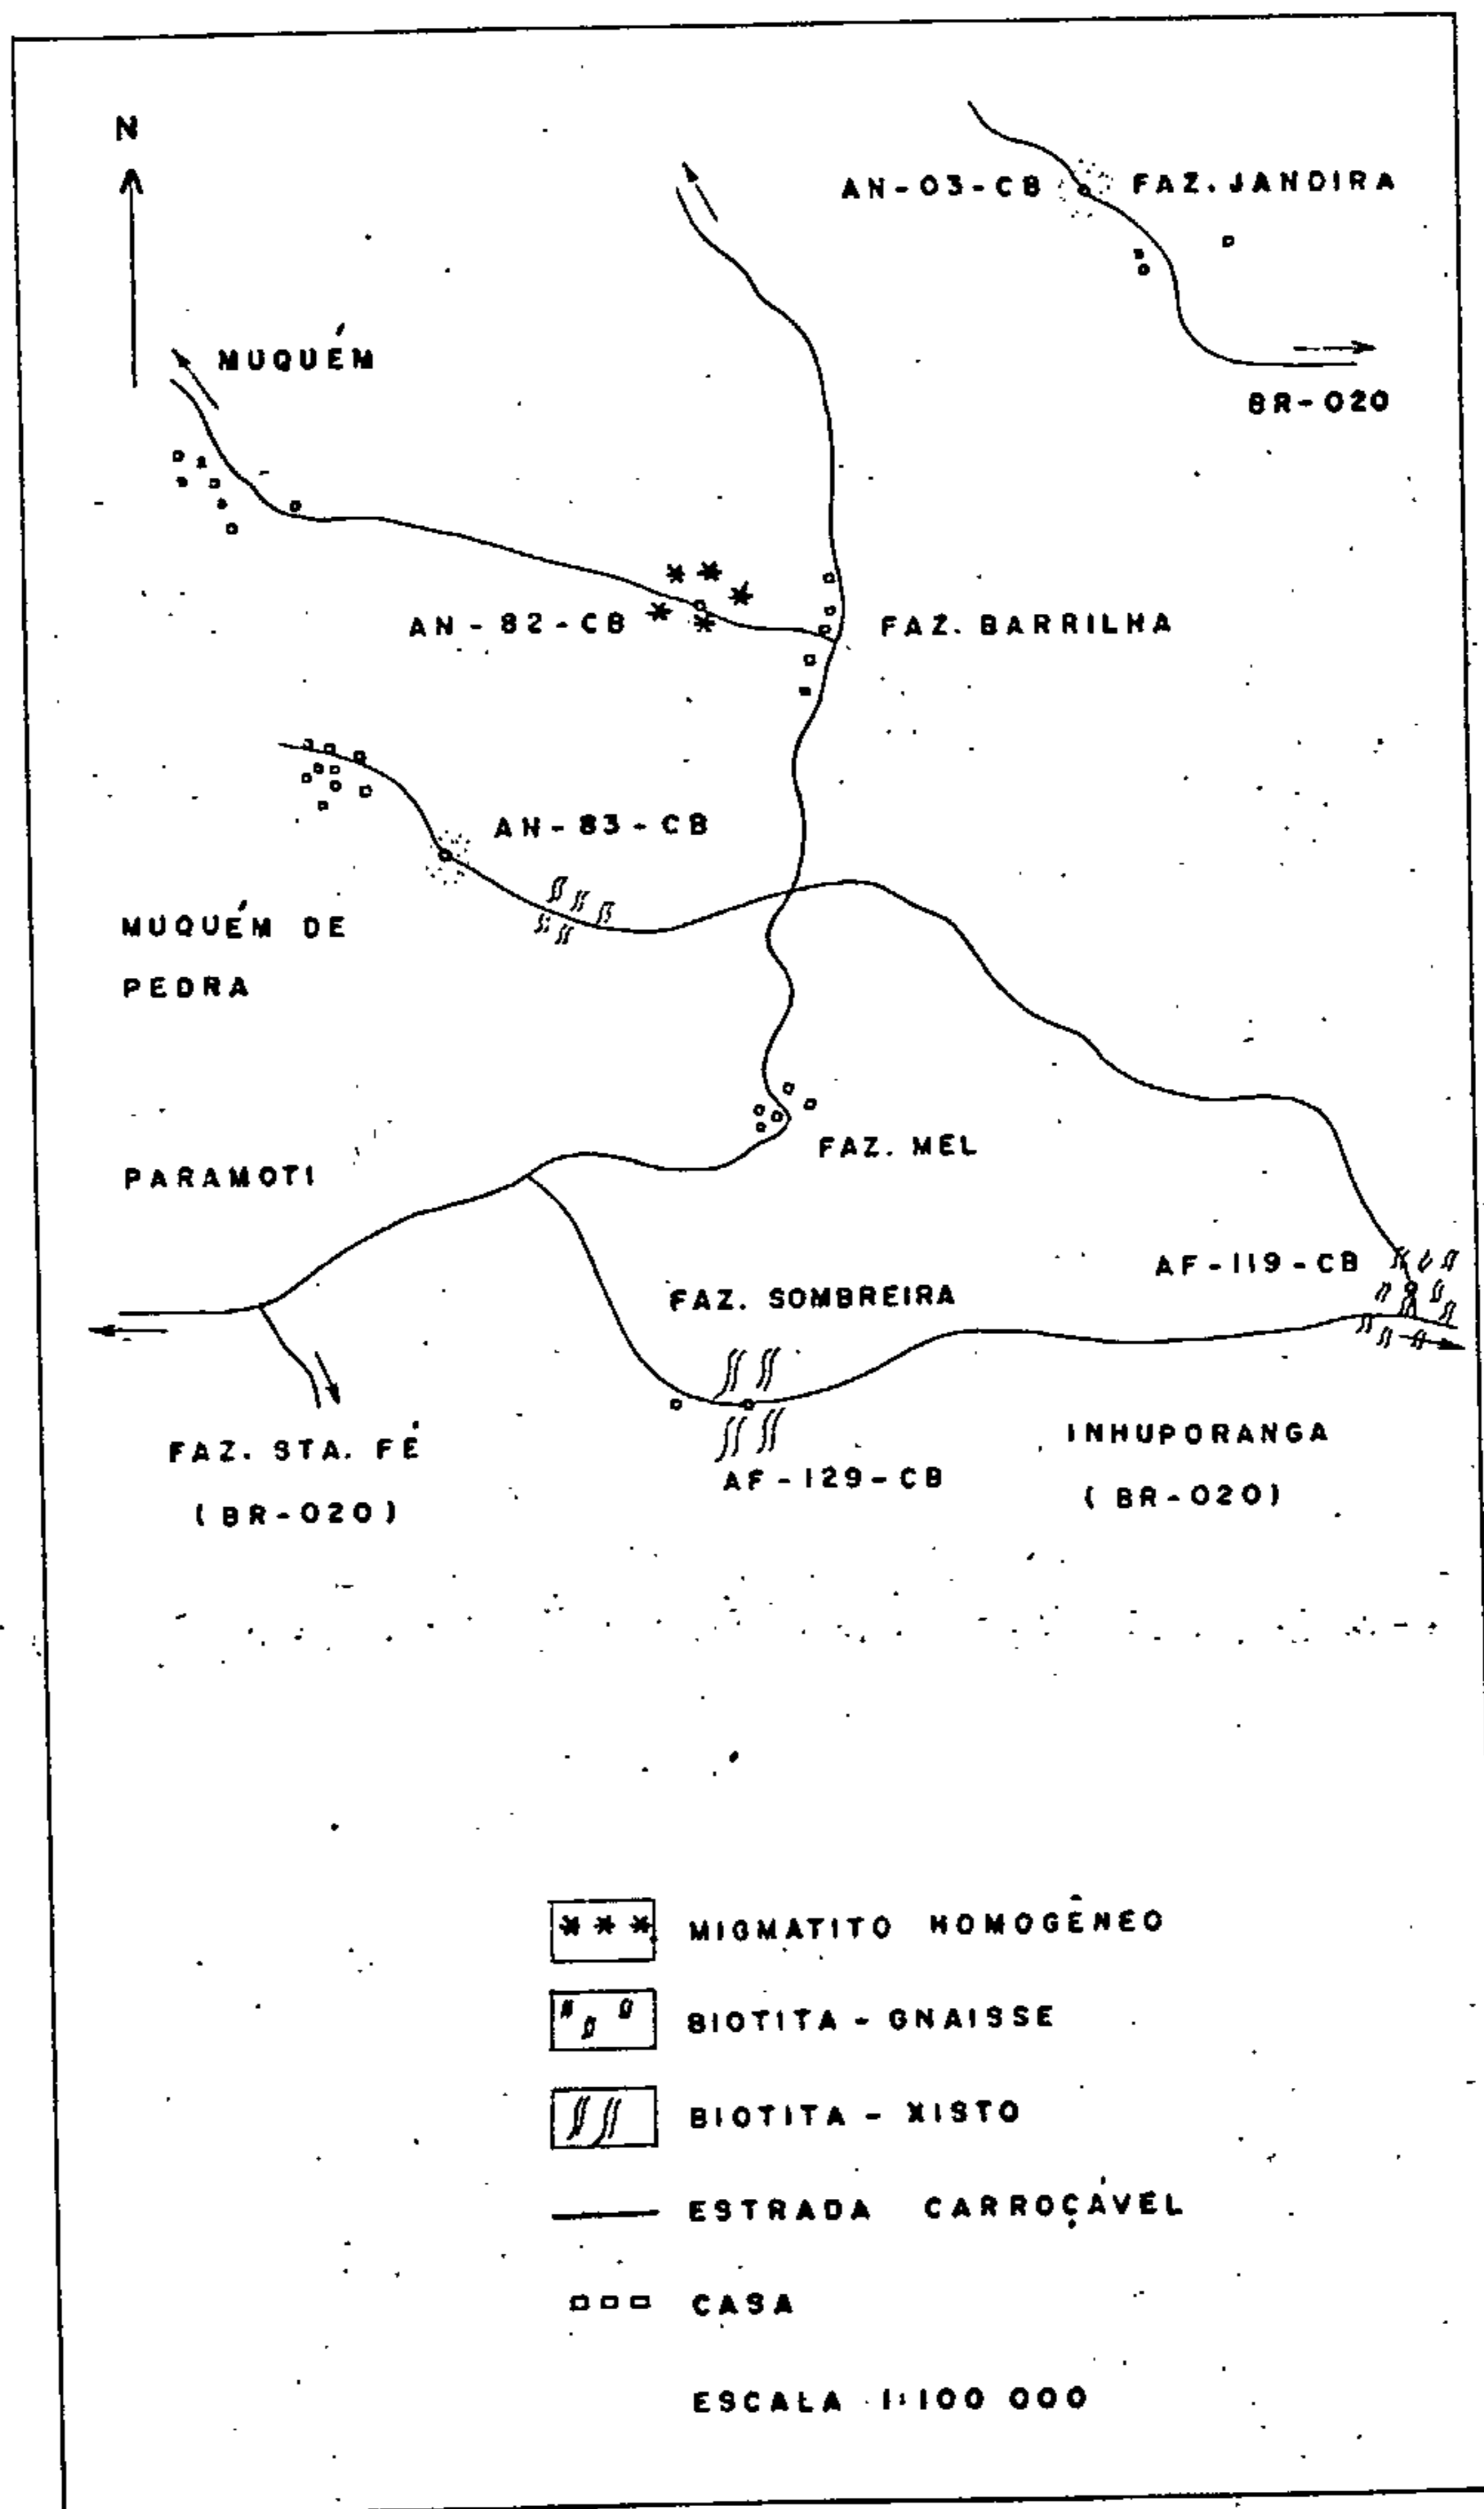 N
AN-03-CB FAZ. JANDIRA
MUQUÉM
BR-020
AN-82-CB
FAZ. BARRILHA
AN-83-CB
MUQUÉM DE
PEDRA
FAZ. MEL
PARAMOTI
AF-119-CB
FAZ. SOMBREIRA
FAZ. STA. FÉ
(BR-020)
AF-129-CB
INHUPORANGA
(BR-020)
MIGMATITO HOMOGÊNEO
BIOTITA - GNAISSE
BIOTITA - XISTO
ESTRADA CARROÇÁVEL
CASA
ESCALA 1:100 000